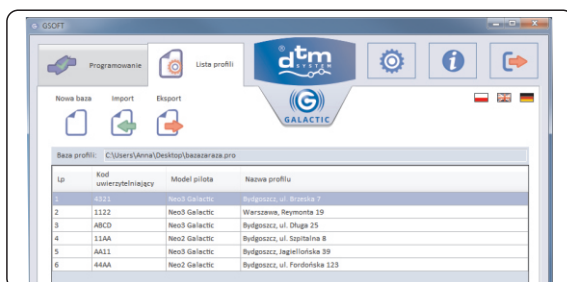 GSOFT
Programowanie
Lista profili
dtm
SYSTEM
GALACTIC
Nowa baza
Import
Eksport
Baza profili: C:\Users\Anna\Desktop\bazazaraza.pro
Lp Kod uwierzytelniający Model pilota Nazwa profilu
1 4321 Neo3 Galactic Bydgoszcz, ul. Brzeska 7
2 1122 Neo3 Galactic Warszawa, Reymonta 19
3 ABCD Neo3 Galactic Bydgoszcz, ul. Długa 25
4 11AA Neo2 Galactic Bydgoszcz, ul. Szpitalna 8
5 AA11 Neo3 Galactic Bydgoszcz, Jagiellońska 39
6 44AA Neo2 Galactic Bydgoszcz, ul. Fordońska 123